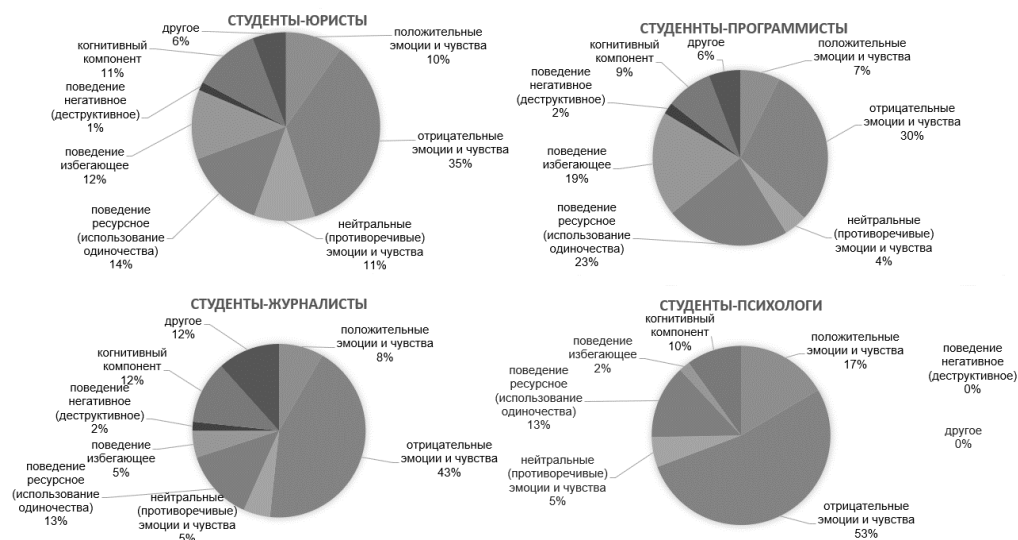 СТУДЕНТЫ-ЮРИСТЫ
другое
6%
положительные
эмоции и чувства
10%
когнитивный
компонент
11%
поведение
негативное
(деструктивное)
1%
отрицательные
эмоции и чувства
35%
поведение
избегающее
12%
поведение
ресурсное
(использование
одиночества)
14%
нейтральные
(противоречивые)
эмоции и чувства
11%
СТУДЕННТЫ-ПРОГРАММИСТЫ
другое
6%
когнитивный
компонент
9%
положительные
эмоции и чувства
7%
поведение
негативное
(деструктивное)
2%
отрицательные
эмоции и чувства
30%
поведение
избегающее
19%
поведение
ресурсное
(использование
одиночества)
23%
нейтральные
(противоречивые)
эмоции и чувства
4%
СТУДЕНТЫ-ЖУРНАЛИСТЫ
другое
12%
положительные
эмоции и чувства
8%
когнитивный
компонент
12%
поведение
негативное
(деструктивное)
2%
поведение
избегающее
5%
отрицательные
эмоции и чувства
43%
поведение
ресурсное
(использование
одиночества)
13%
нейтральные
(противоречивые)
эмоции и чувства
5%
СТУДЕНТЫ-ПСИХОЛОГИ
когнитивный
компонент
10%
положительные
эмоции и чувства
17%
поведение
негативное
(деструктивное)
0%
поведение
избегающее
2%
поведение
ресурсное
(использование
одиночества)
13%
другое
0%
нейтральные
(противоречивые)
эмоции и чувства
5%
отрицательные
эмоции и чувства
53%